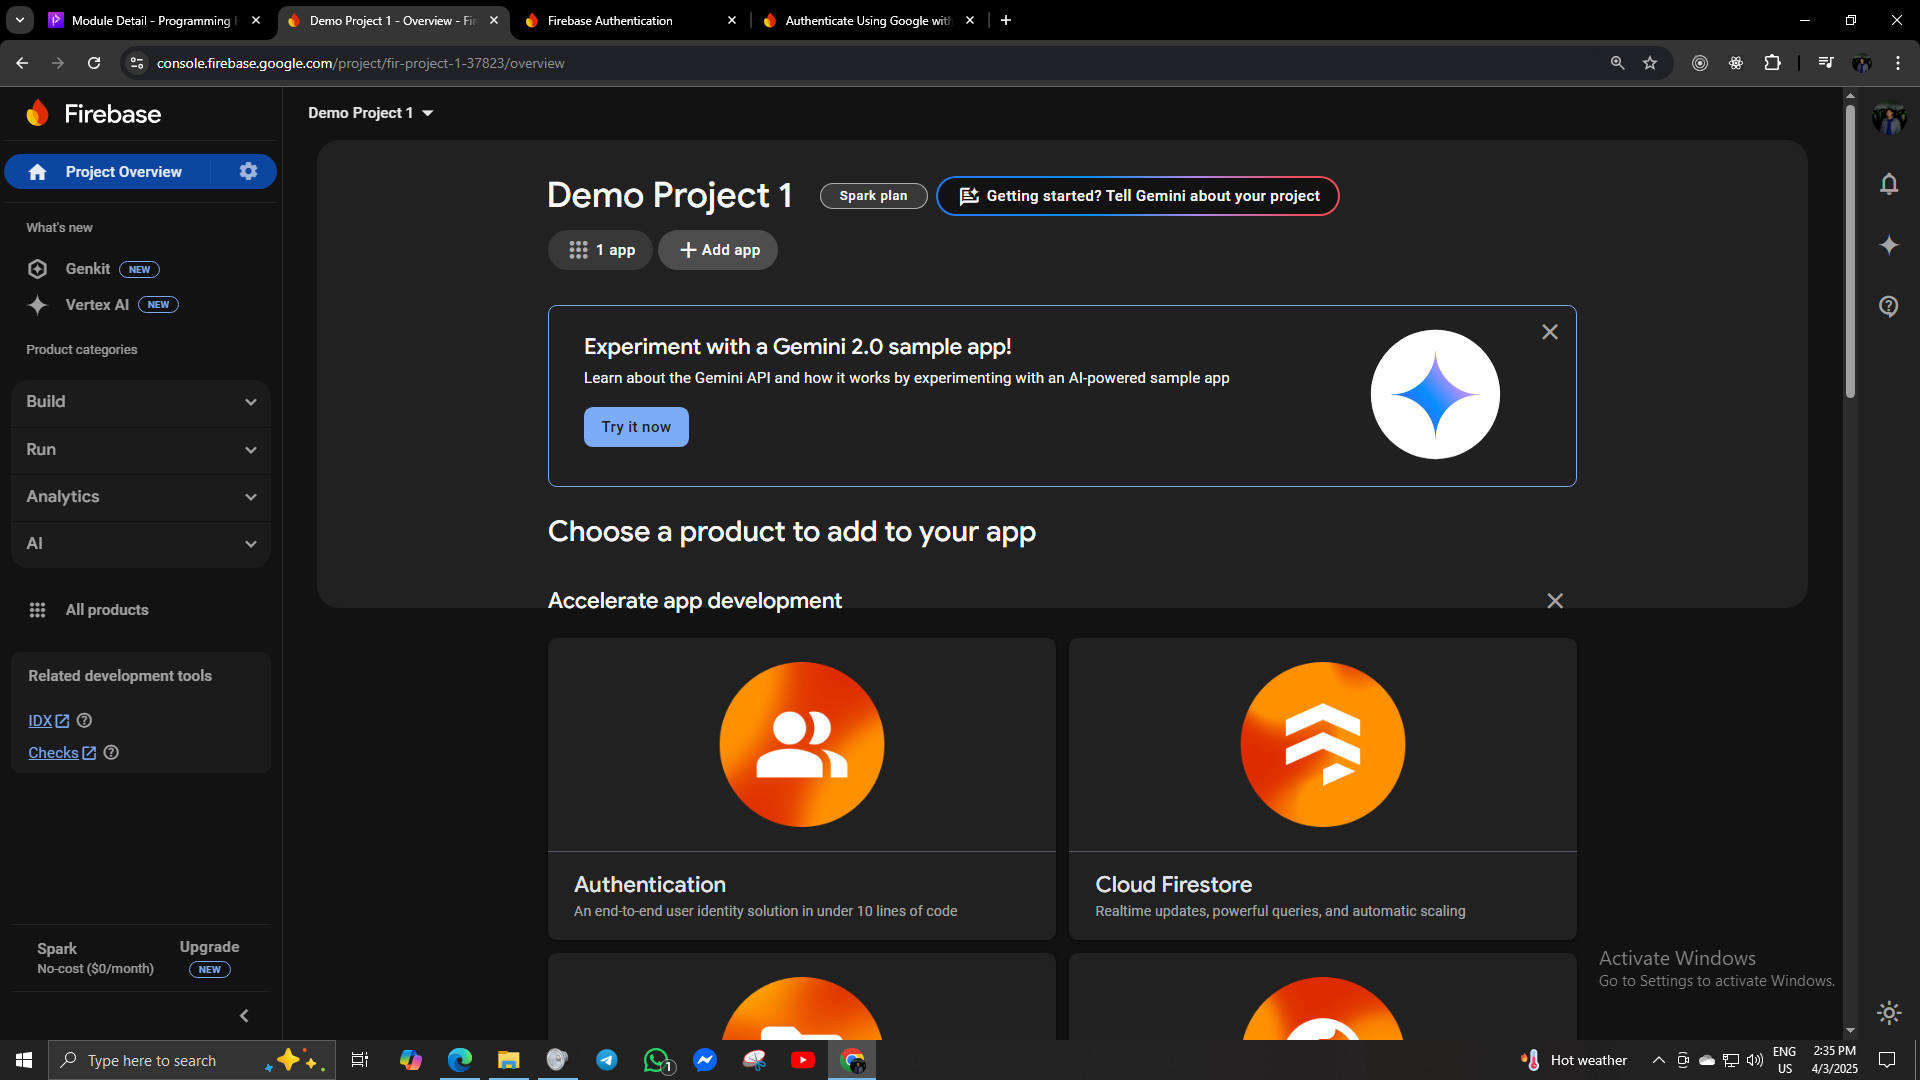 Module Detail - Programming
Demo Project 1 - Overview - Fir
Firebase Authentication
Authenticate Using Google with
console.firebase.google.com/project/fir-project-1-37823/overview
Firebase
Demo Project 1
Project Overview
Demo Project 1
Spark plan
Getting started? Tell Gemini about your project
What's new
1 app
Add app
Genkit NEW
Vertex AI NEW
Experiment with a Gemini 2.0 sample app!
Product categories
Learn about the Gemini API and how it works by experimenting with an AI-powered sample app
Build
Try it now
Run
Analytics
Choose a product to add to your app
AI
Accelerate app development
All products
Related development tools
IDX
Checks
Authentication
An end-to-end user identity solution in under 10 lines of code
Cloud Firestore
Realtime updates, powerful queries, and automatic scaling
Spark
No-cost ($0/month)
Upgrade
NEW
Activate Windows
Go to Settings to activate Windows.
Type here to search
1
Hot weather
ENG
US
2:35 PM
4/3/2025